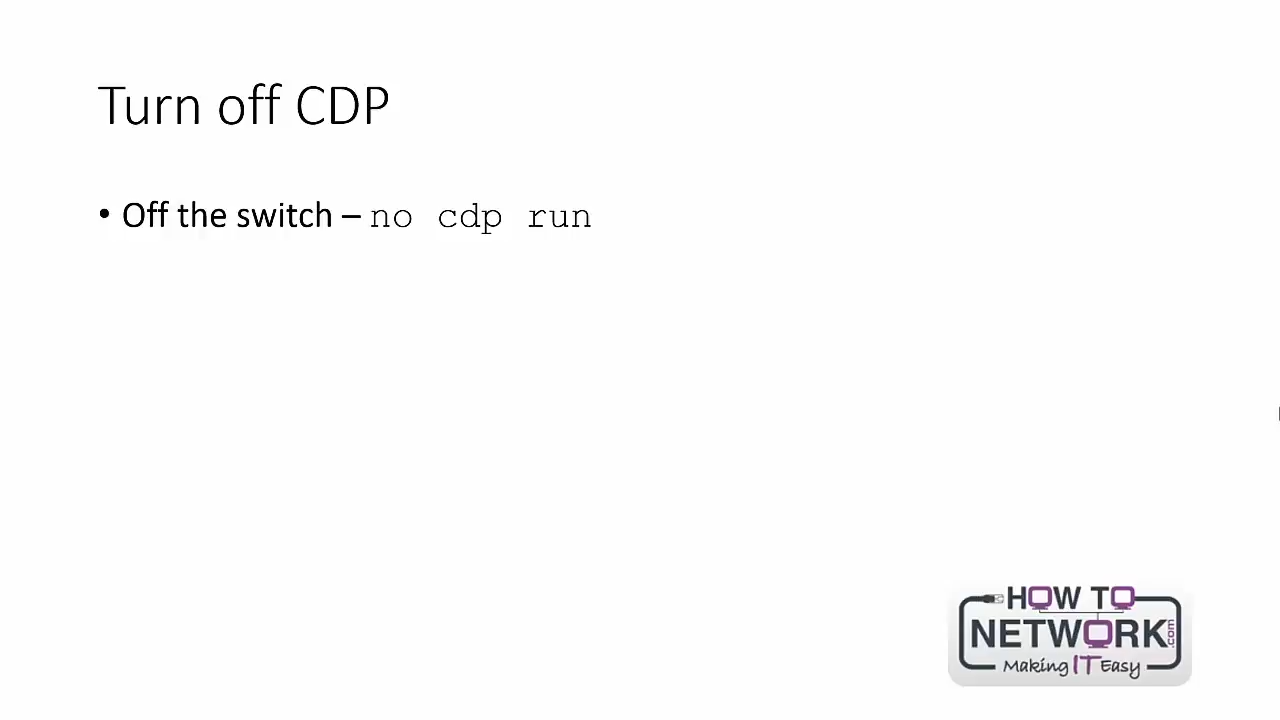 Turn off CDP
• Off the switch – no cdp run
HOW TO
NETWORK.com
Making IT Easy